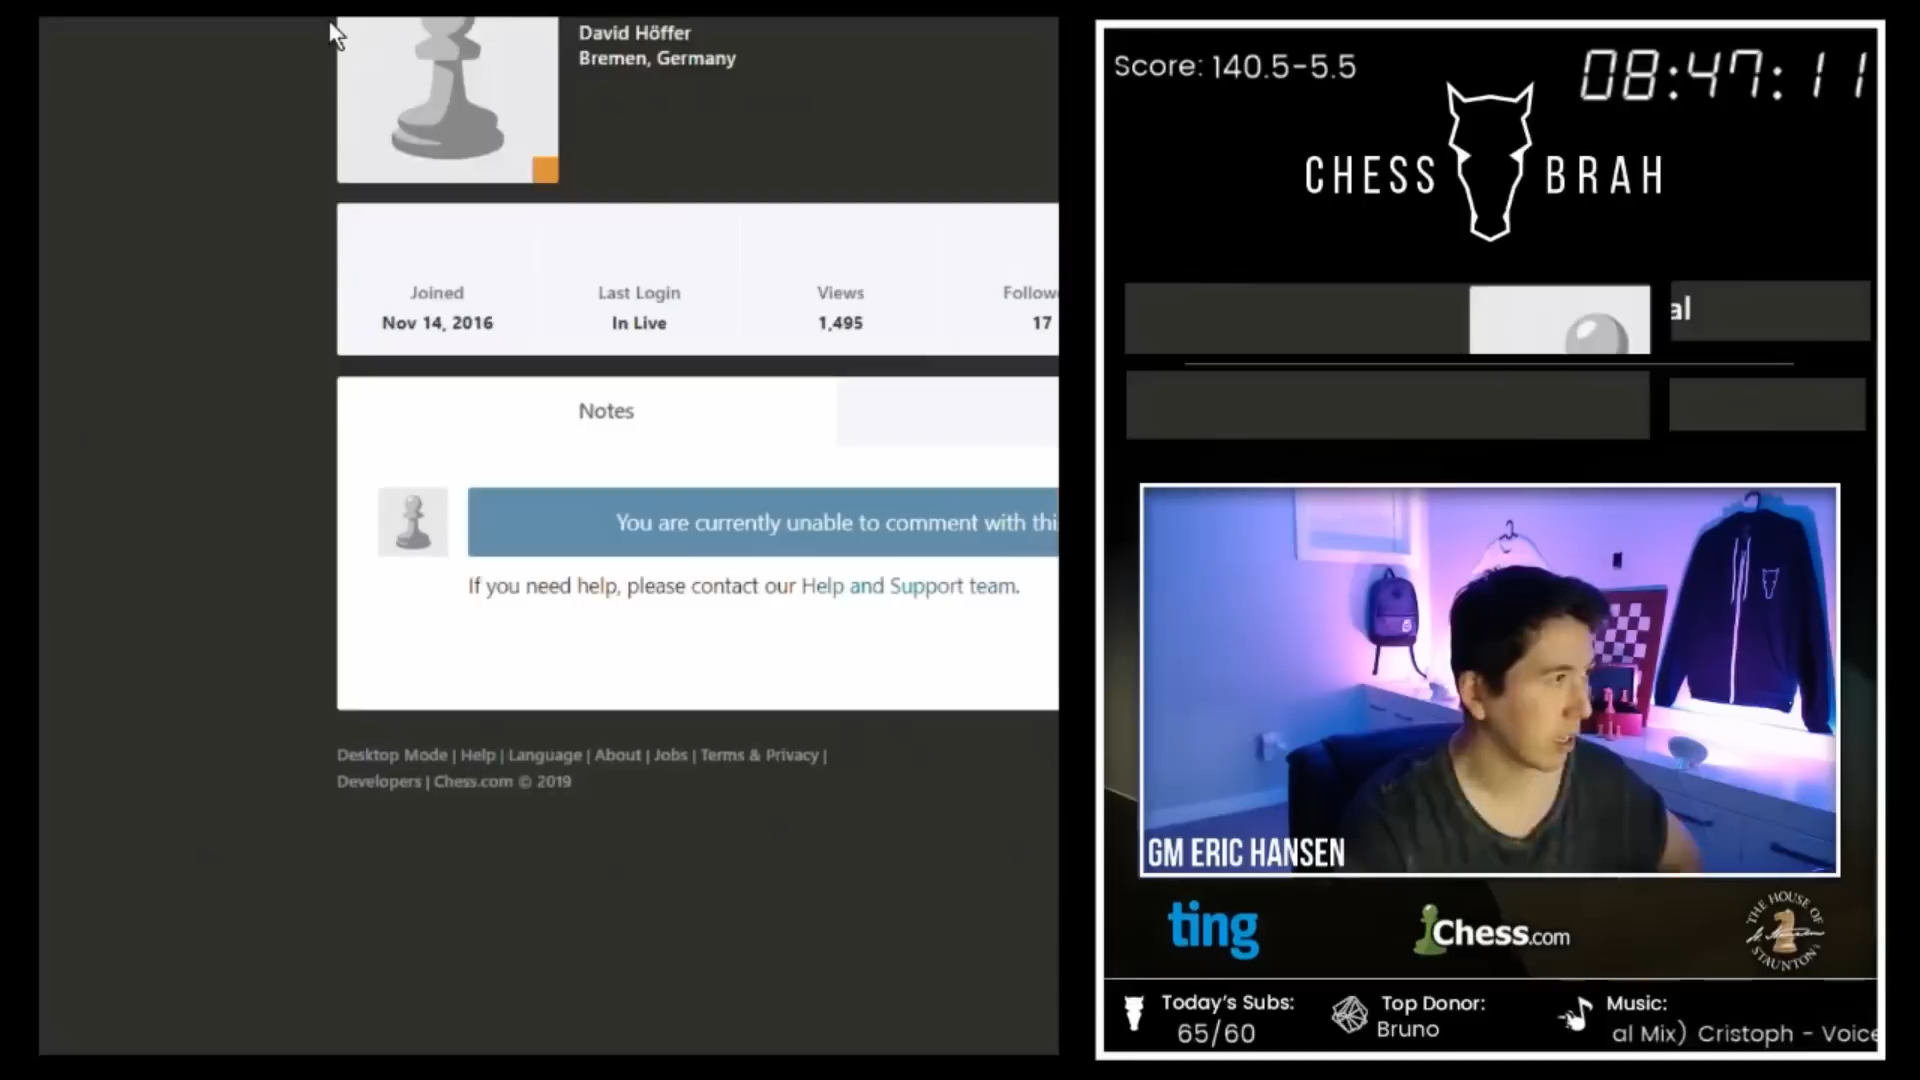 David Höffer
Bremen, Germany
Joined
Nov 14, 2016
Last Login
In Live
Views
1,495
Follow
17
Notes
You are currently unable to comment with thi
If you need help, please contact our Help and Support team.
Desktop Mode | Help | Language | About | Jobs | Terms & Privacy |
Developers | Chess.com © 2019
Score: 140.5-5.5
08:47:11
CHESS BRAH
al
GM ERIC HANSEN
ting
Chess.com
THE HOUSE OF
STAUNTON
Today's Subs:
65/60
Top Donor:
Bruno
Music:
al Mix) Cristoph - Voice